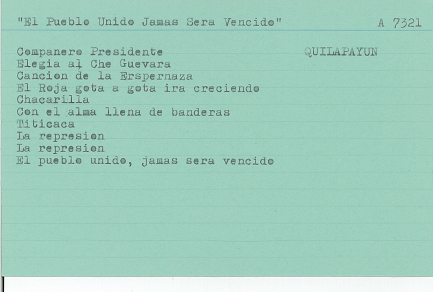 "El Pueblo Unido Jamas Sera Vencido" A 7321
Companero Presidente QUILAPAYUN
Elegia al Che Guevara
Cancion de la Erspernaza
El Roja gota a gota ira creciendo
Chacarilla
Con el alma llena de banderas
Titicaca
La represion
La represion
El pueblo unido, jamas sera vencido